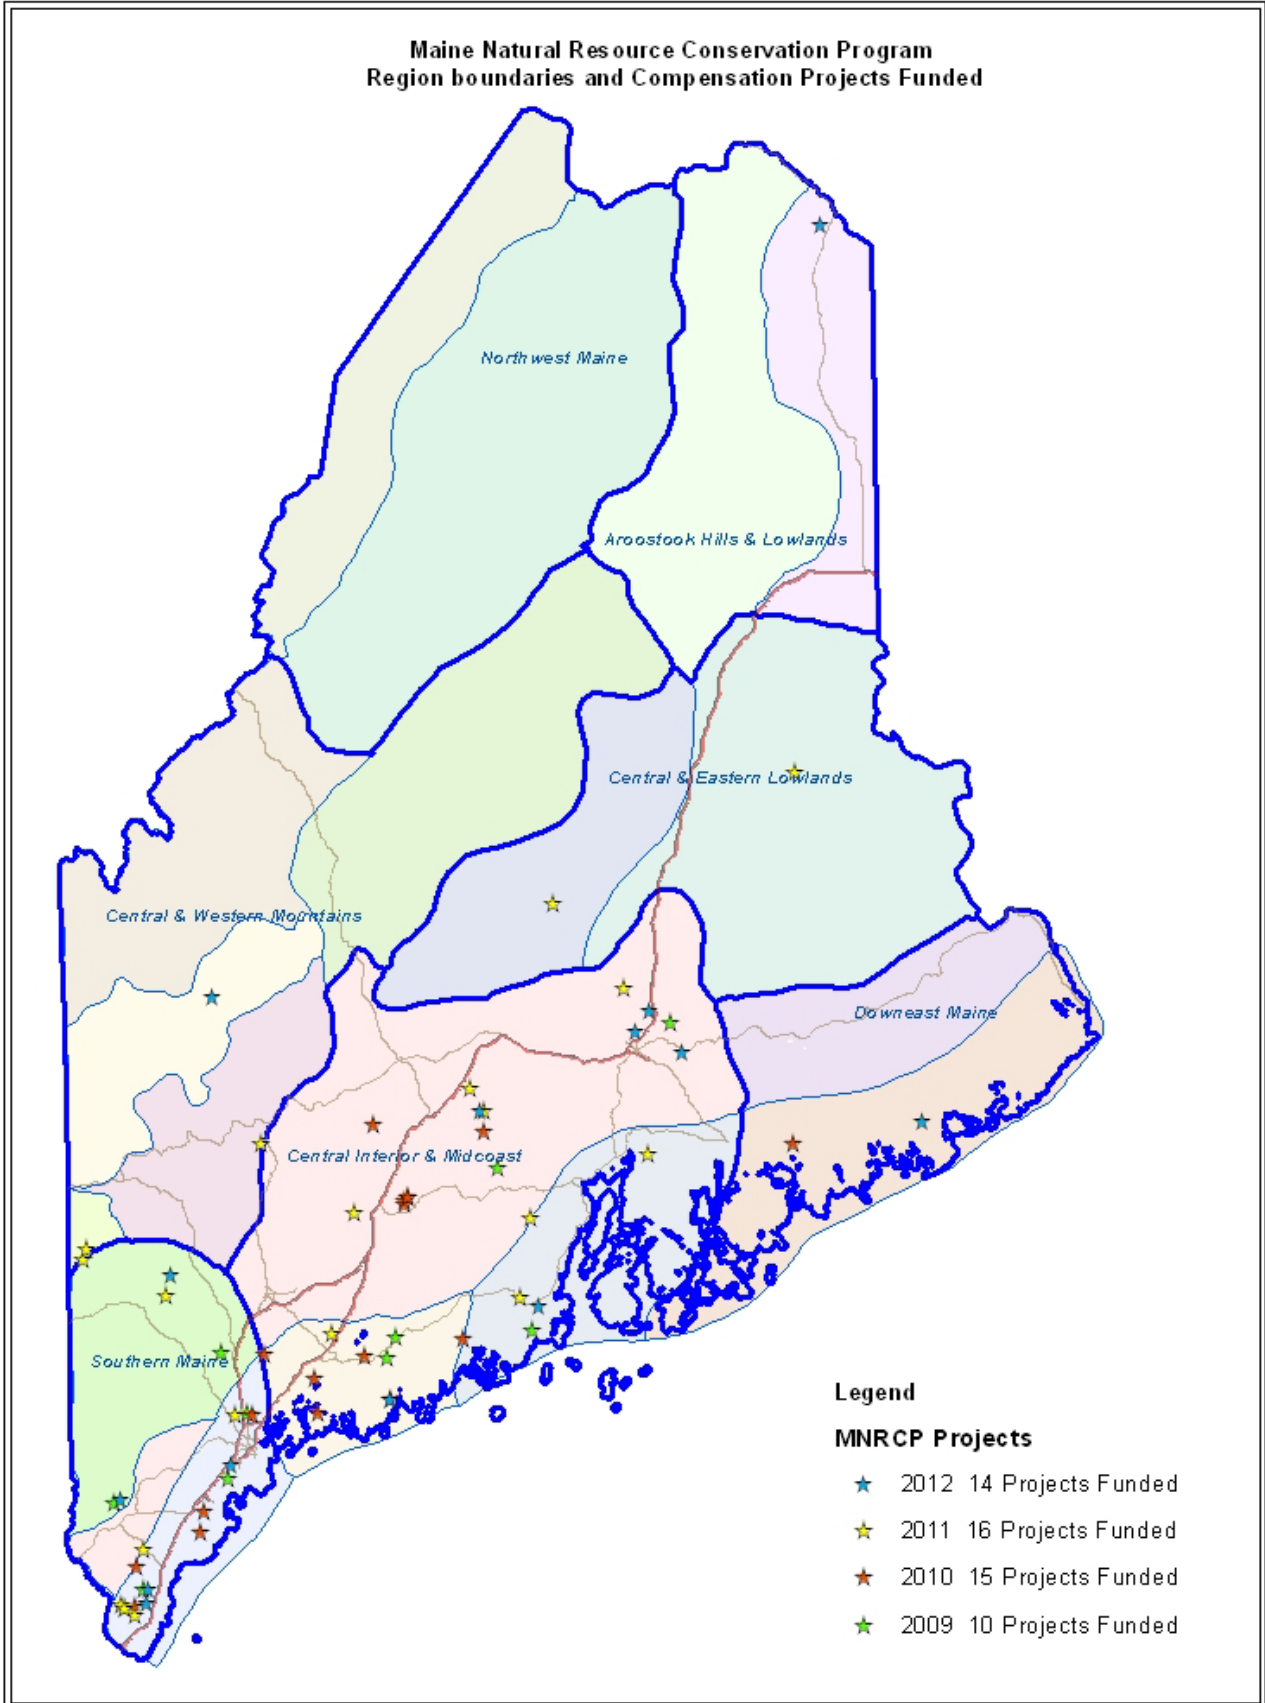 Maine Natural Resource Conservation Program
Region boundaries and Compensation Projects Funded
Northwest Maine
Aroostook Hills & Lowlands
Central & Eastern Lowlands
Central & Western Mountains
Downeast Maine
Central Interior & Midcoast
Southern Maine
Legend
MNRCP Projects
2012 14 Projects Funded
2011 16 Projects Funded
2010 15 Projects Funded
2009 10 Projects Funded